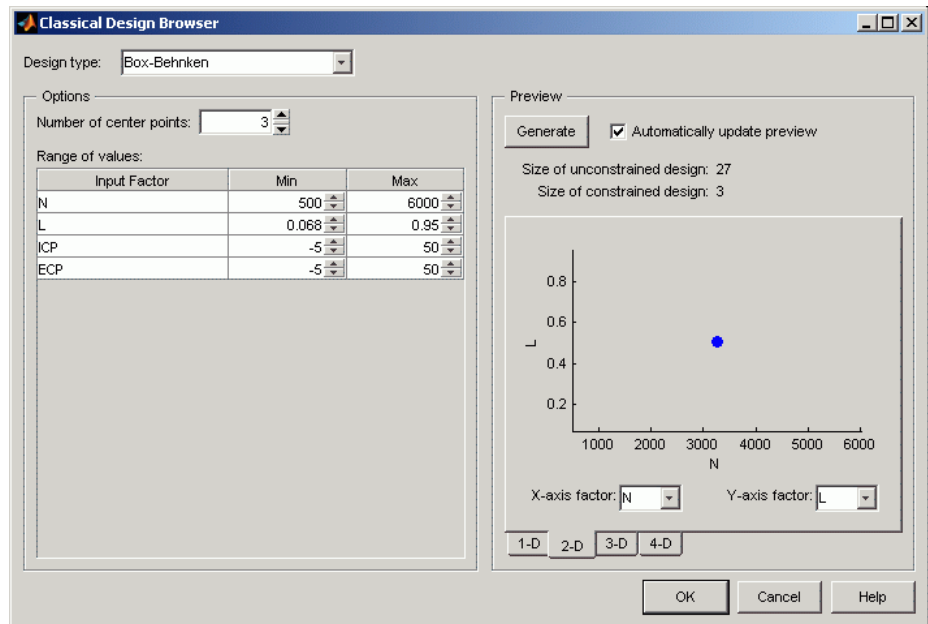 Classical Design Browser
Design type: Box-Behnken
Options
Number of center points: 3
Range of values:
Input Factor Min Max
N 500 6000
L 0.068 0.95
ICP -5 50
ECP -5 50
Preview
Generate Automatically update preview
Size of unconstrained design: 27
Size of constrained design: 3
0.8
0.6
0.4
0.2
L
1000 2000 3000 4000 5000 6000
N
X-axis factor: N Y-axis factor: L
1-D 2-D 3-D 4-D
OK Cancel Help